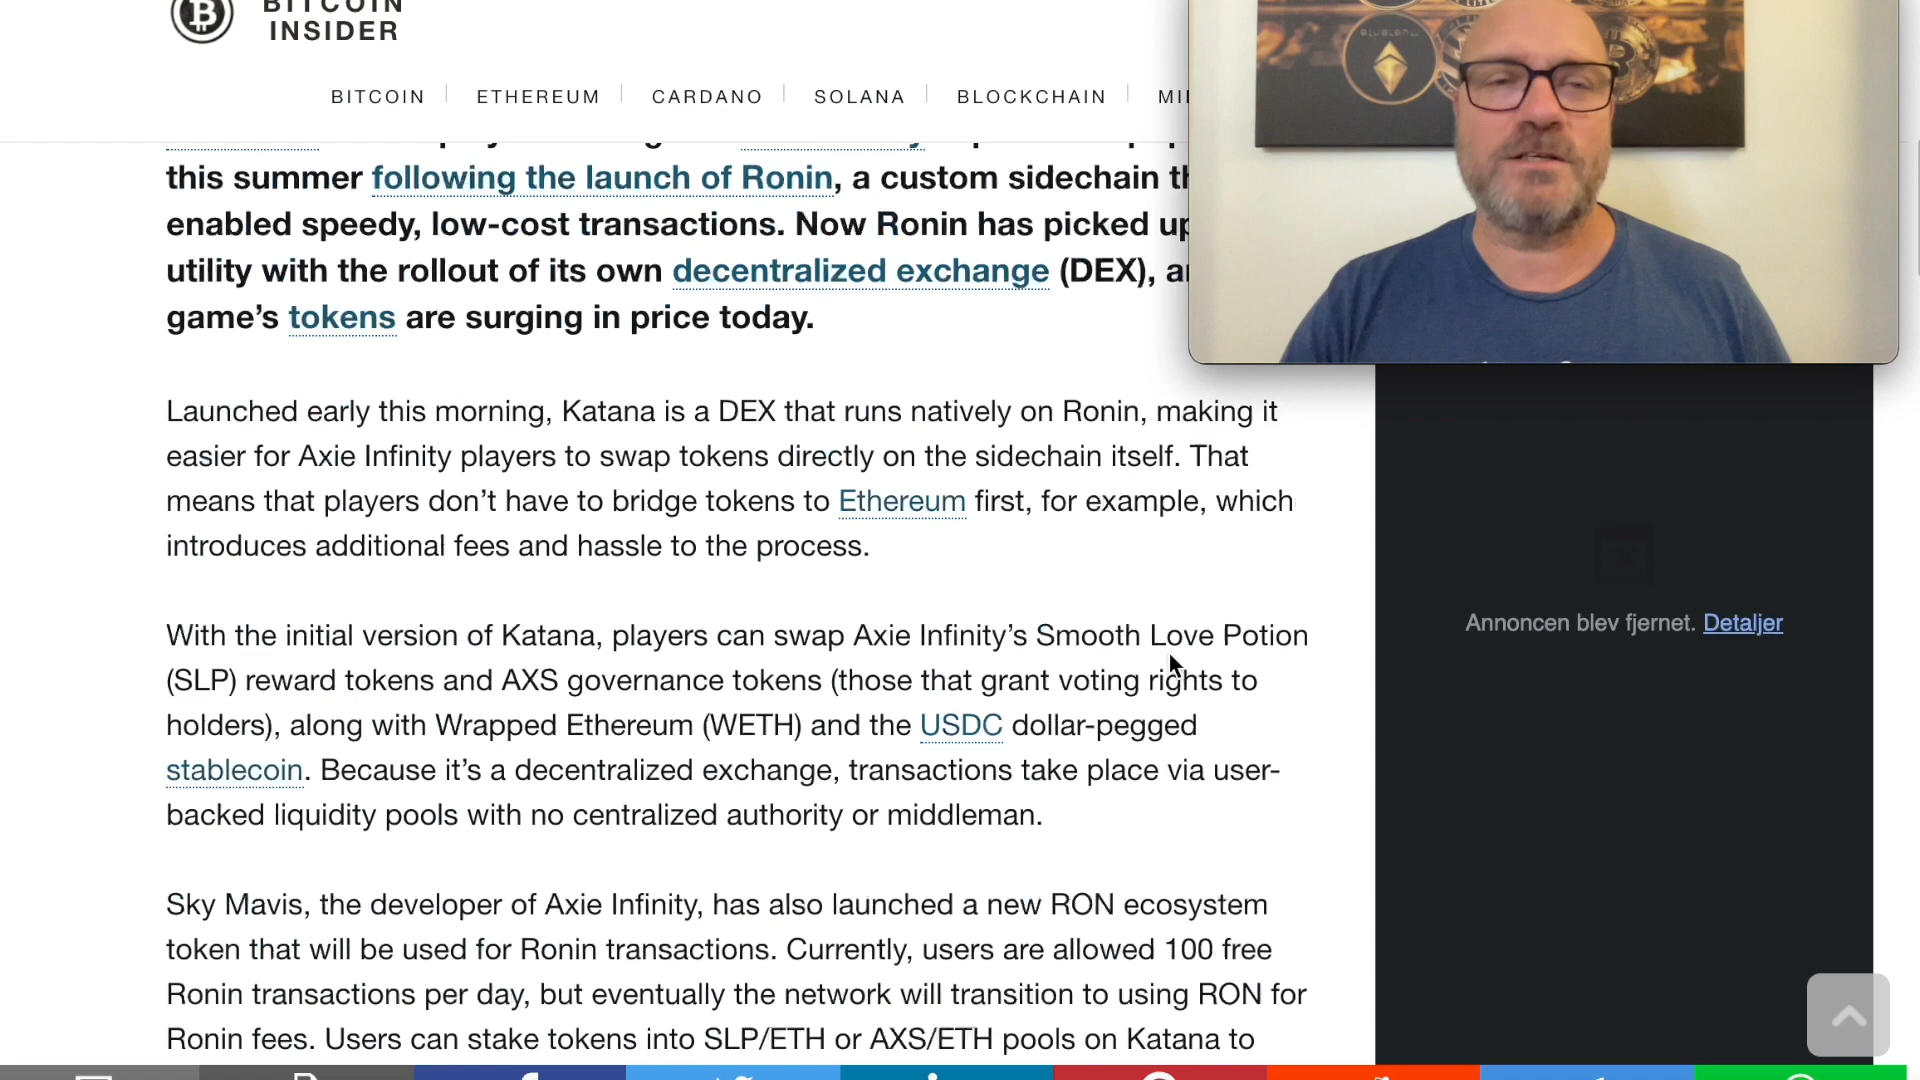 BITCOIN
INSIDER
BITCOIN
ETHEREUM
CARDANO
SOLANA
BLOCKCHAIN
this summer following the launch of Ronin, a custom sidechain
enabled speedy, low-cost transactions. Now Ronin has picked up
utility with the rollout of its own decentralized exchange (DEX),
game’s tokens are surging in price today.
Launched early this morning, Katana is a DEX that runs natively on Ronin, making it
easier for Axie Infinity players to swap tokens directly on the sidechain itself. That
means that players don’t have to bridge tokens to Ethereum first, for example, which
introduces additional fees and hassle to the process.
With the initial version of Katana, players can swap Axie Infinity’s Smooth Love Potion
(SLP) reward tokens and AXS governance tokens (those that grant voting rights to
holders), along with Wrapped Ethereum (WETH) and the USDC dollar-pegged
stablecoin. Because it’s a decentralized exchange, transactions take place via user-
backed liquidity pools with no centralized authority or middleman.
Sky Mavis, the developer of Axie Infinity, has also launched a new RON ecosystem
token that will be used for Ronin transactions. Currently, users are allowed 100 free
Ronin transactions per day, but eventually the network will transition to using RON for
Ronin fees. Users can stake tokens into SLP/ETH or AXS/ETH pools on Katana to
Annoncen blev fjernet. Detaljer